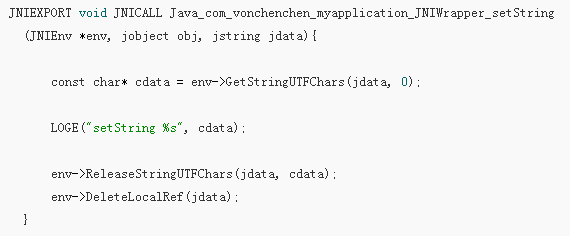 JNIEXPORT void JNICALL Java_com_vonchenchen_myapplication_JNIWrapper_setString
(JNIEnv *env, jobject obj, jstring jdata){
const char* cdata = env->GetStringUTFChars(jdata, 0);
LOGE("setString %s", cdata);
env->ReleaseStringUTFChars(jdata, cdata);
env->DeleteLocalRef(jdata);
}